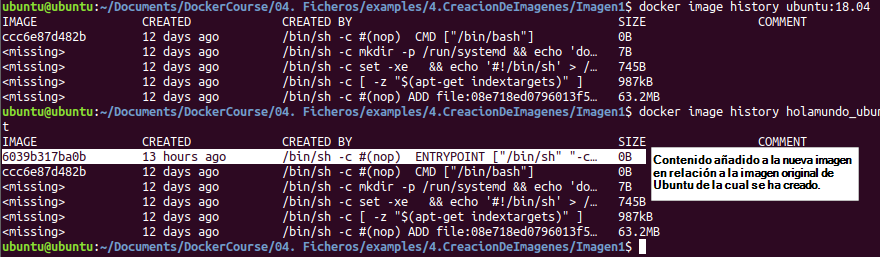 ubuntu@ubuntu:~/Documents/DockerCourse/04. Ficheros/examples/4.CreacionDeImagenes/Imagen1$ docker image history ubuntu:18.04
IMAGE CREATED CREATED BY SIZE COMMENT
ccc6e87d482b 12 days ago /bin/sh -c #(nop)  CMD ["/bin/bash"] 0B
<missing> 12 days ago /bin/sh -c mkdir -p /run/systemd && echo 'do… 7B
<missing> 12 days ago /bin/sh -c set -xe   && echo '#!/bin/sh' > /… 745B
<missing> 12 days ago /bin/sh -c [ -z "$(apt-get indextargets)" ] 987kB
<missing> 12 days ago /bin/sh -c #(nop) ADD file:08e718ed0796013f5… 63.2MB
ubuntu@ubuntu:~/Documents/DockerCourse/04. Ficheros/examples/4.CreacionDeImagenes/Imagen1$ docker image history holamundo_ubun
t
IMAGE CREATED CREATED BY SIZE COMMENT
6039b317ba0b 13 hours ago /bin/sh -c #(nop)  ENTRYPOINT ["/bin/sh" "-c… 0B
Contenido añadido a la nueva imagen
en relación a la imagen original de
Ubuntu de la cual se ha creado.
ccc6e87d482b 12 days ago /bin/sh -c #(nop)  CMD ["/bin/bash"] 0B
<missing> 12 days ago /bin/sh -c mkdir -p /run/systemd && echo 'do… 7B
<missing> 12 days ago /bin/sh -c set -xe   && echo '#!/bin/sh' > /… 745B
<missing> 12 days ago /bin/sh -c [ -z "$(apt-get indextargets)" ] 987kB
<missing> 12 days ago /bin/sh -c #(nop) ADD file:08e718ed0796013f5… 63.2MB
ubuntu@ubuntu:~/Documents/DockerCourse/04. Ficheros/examples/4.CreacionDeImagenes/Imagen1$